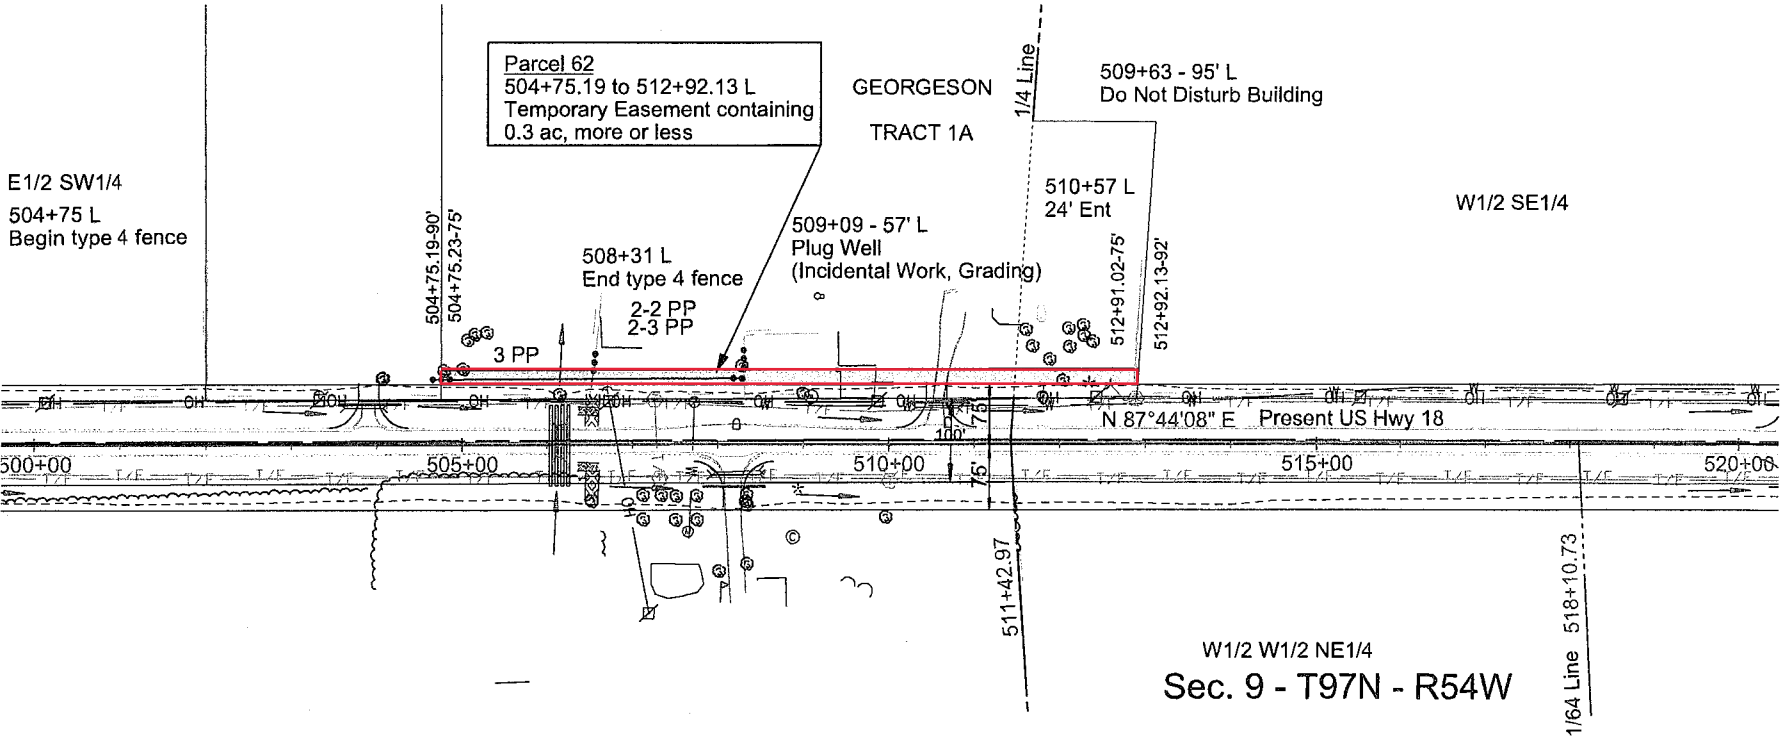 Parcel 62
504+75.19 to 512+92.13 L
Temporary Easement containing
0.3 ac, more or less
GEORGESON
TRACT 1A
1/4 Line
509+63 - 95' L
Do Not Disturb Building
E1/2 SW1/4
504+75 L
Begin type 4 fence
504+75.19-90'
504+75.23-75'
508+31 L
End type 4 fence
2-2 PP
2-3 PP
3 PP
509+09 - 57' L
Plug Well
(Incidental Work, Grading)
510+57 L
24' Ent
512+91.02-75'
512+92.13-92'
W1/2 SE1/4
OH
OH
OH
OH
75'
100'
75'
N 87°44'08" E
Present US Hwy 18
500+00
505+00
510+00
515+00
520+00
T/F
T/F
T/F
T/F
OH
511+42.97
1/64 Line 518+10.73
W1/2 W1/2 NE1/4
Sec. 9 - T97N - R54W